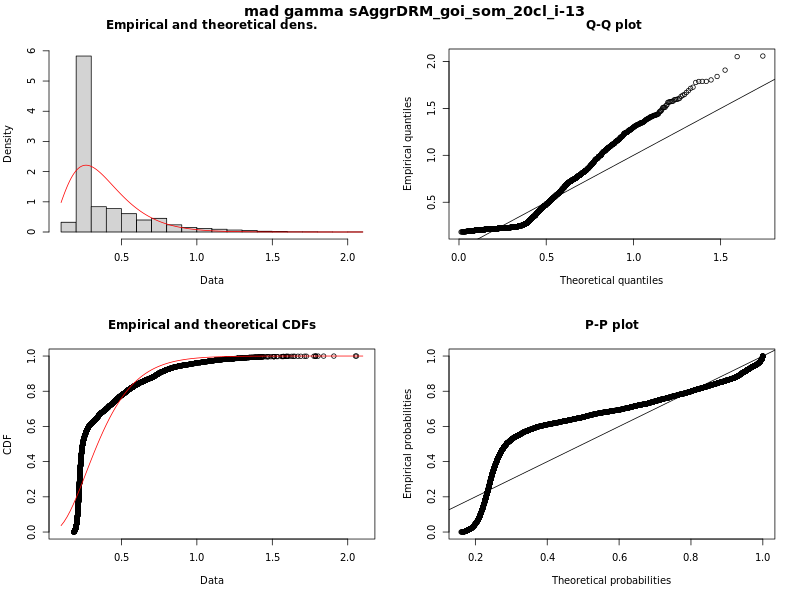 mad gamma sAggrDRM_goi_som_20cl_i-13
Empirical and theoretical dens.
Density
0 1 2 3 4 5 6
0.5 1.0 1.5 2.0
Data
Q-Q plot
Empirical quantiles
0.5 1.0 1.5 2.0
0.0 0.5 1.0 1.5
Theoretical quantiles
Empirical and theoretical CDFs
CDF
0.0 0.2 0.4 0.6 0.8 1.0
0.5 1.0 1.5 2.0
Data
P-P plot
Empirical probabilities
0.0 0.2 0.4 0.6 0.8 1.0
0.2 0.4 0.6 0.8 1.0
Theoretical probabilities